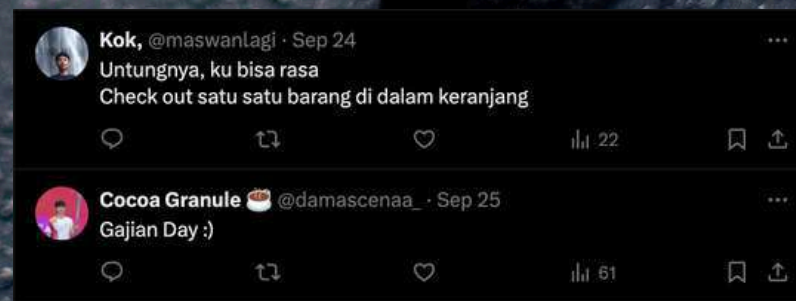 Kok, @maswanlagi · Sep 24
Untungnya, ku bisa rasa
Check out satu satu barang di dalam keranjang
22
Cocoa Granule ☕ @damascenaa_ · Sep 25
Gajian Day :)
61